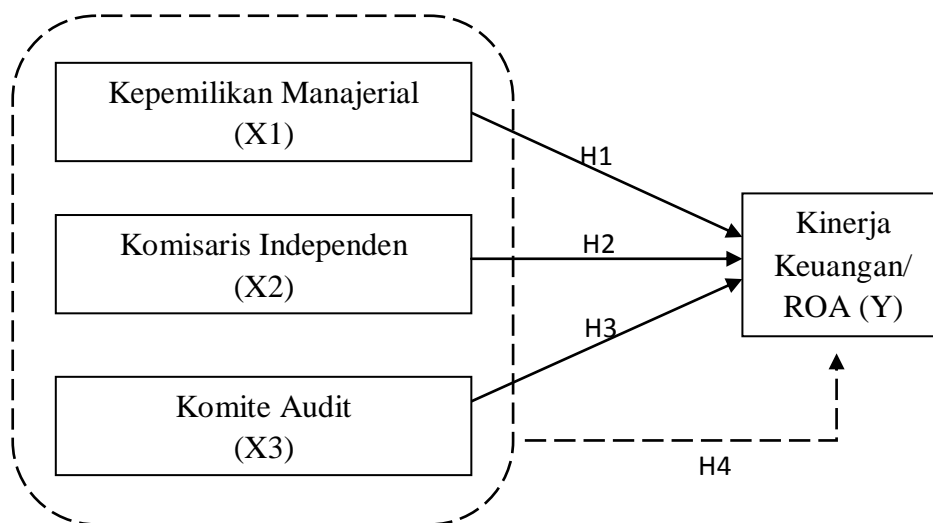 Kepemilikan Manajerial
(X1)
H1
Komisaris Independen
(X2)
H2
Kinerja
Keuangan/
ROA (Y)
H3
Komite Audit
(X3)
H4